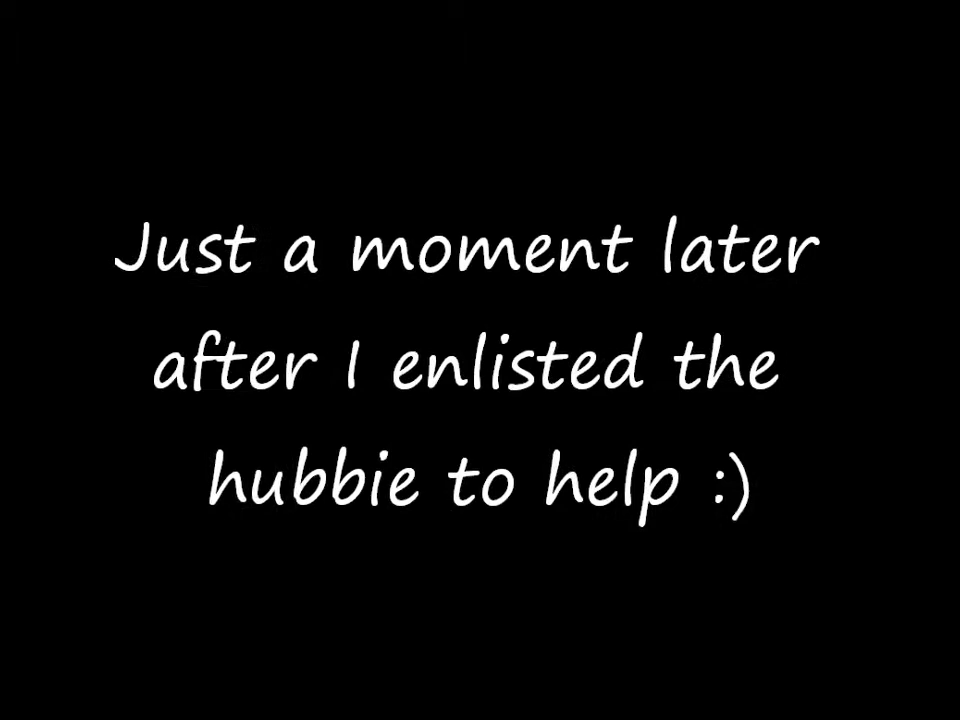 Just a moment later
after I enlisted the
hubbie to help :)